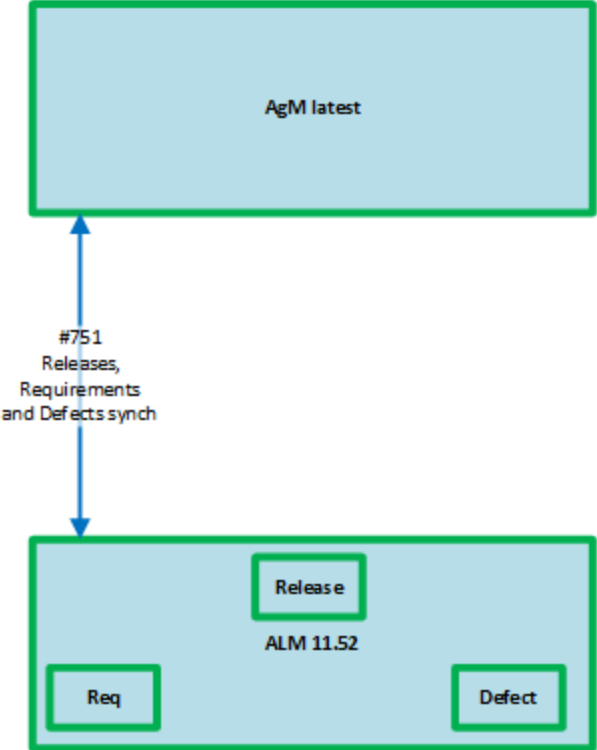 AgM latest
#751
Releases,
Requirements
and Defects synch
Release
ALM 11.52
Req
Defect